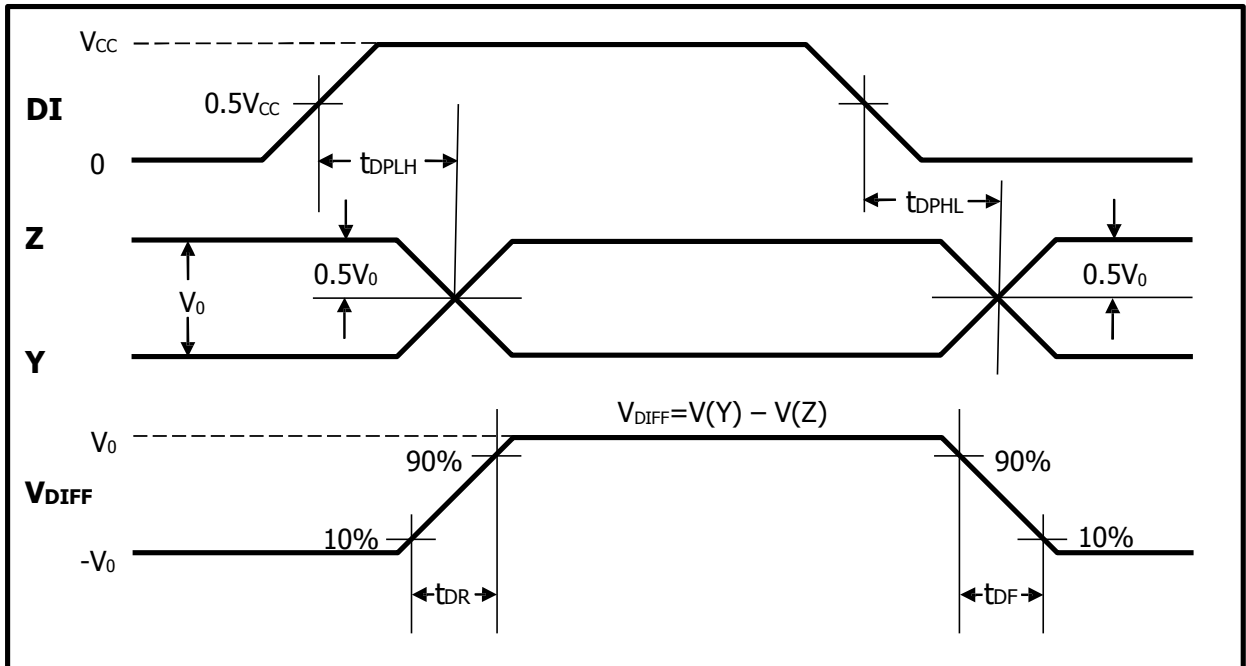 VCC
0.5VCC
DI
0
tDPLH
tDPHL
Z
0.5V0
0.5V0
V0
Y
VDIFF=V(Y) – V(Z)
V0
90%
90%
VDIFF
10%
10%
-V0
tDR
tDF